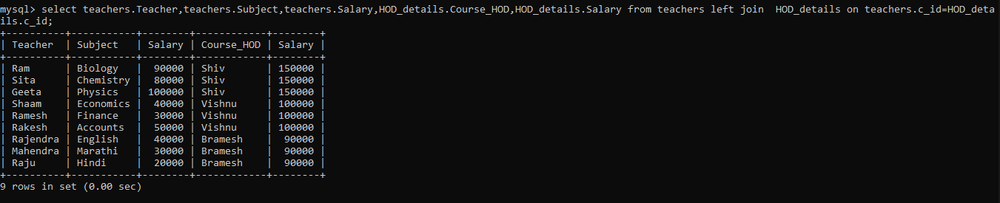 mysql> select teachers.Teacher,teachers.Subject,teachers.Salary,HOD_details.Course_HOD,HOD_details.Salary from teachers left join  HOD_details on teachers.c_id=HOD_deta
ils.c_id;
+----------+-----------+--------+------------+--------+
| Teacher  | Subject   | Salary | Course_HOD | Salary |
+----------+-----------+--------+------------+--------+
| Ram      | Biology   |  90000 | Shiv       | 150000 |
| Sita     | Chemistry |  80000 | Shiv       | 150000 |
| Geeta    | Physics   | 100000 | Shiv       | 150000 |
| Shaam    | Economics |  40000 | Vishnu     | 100000 |
| Ramesh   | Finance   |  30000 | Vishnu     | 100000 |
| Rakesh   | Accounts  |  50000 | Vishnu     | 100000 |
| Rajendra | English   |  40000 | Bramesh    |  90000 |
| Mahendra | Marathi   |  30000 | Bramesh    |  90000 |
| Raju     | Hindi     |  20000 | Bramesh    |  90000 |
+----------+-----------+--------+------------+--------+
9 rows in set (0.00 sec)